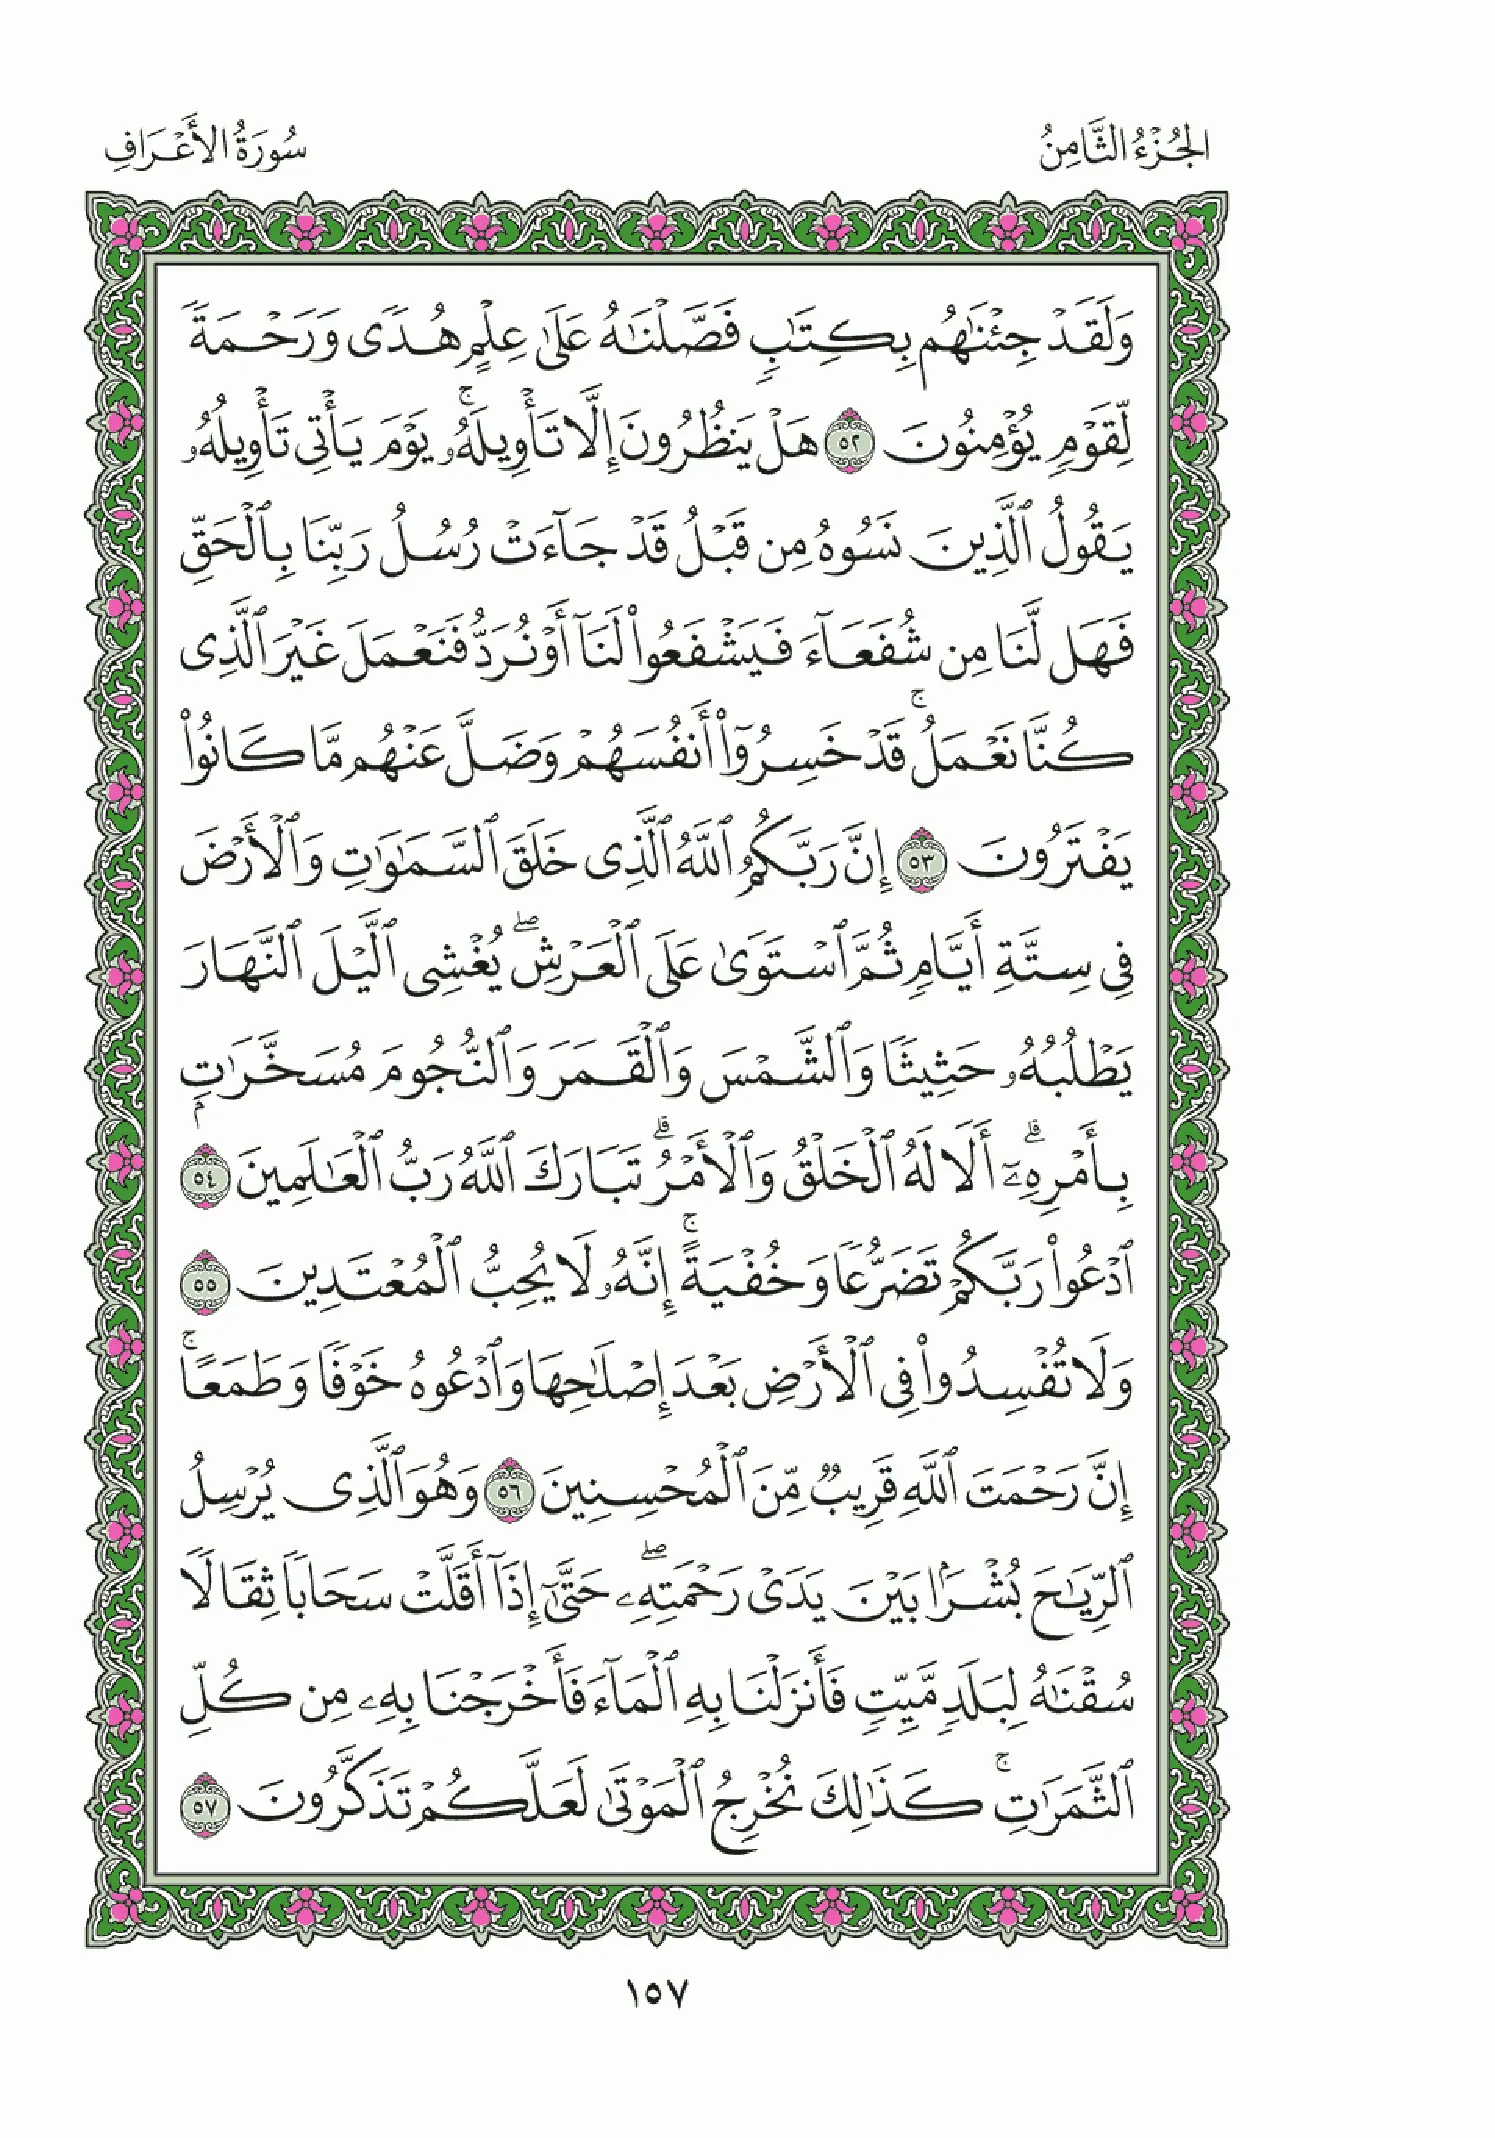 الجُزْءُ الثَّامِنُ
سُورَةُ الأَعْرَافِ
وَلَقَدْ جِئْنَٰهُم بِكِتَٰبٖ فَصَّلْنَٰهُ عَلَىٰ عِلْمٍ هُدٗى وَرَحْمَةٗ
لِّقَوْمٖ يُؤْمِنُونَ ٥٢ هَلْ يَنظُرُونَ إِلَّا تَأْوِيلَهُۥۚ يَوْمَ يَأْتِى تَأْوِيلُهُۥ
يَقُولُ ٱلَّذِينَ نَسُوهُ مِن قَبْلُ قَدْ جَآءَتْ رُسُلُ رَبِّنَا بِٱلْحَقِّ
فَهَل لَّنَا مِن شُفَعَآءَ فَيَشْفَعُوا۟ لَنَآ أَوْ نُرَدُّ فَنَعْمَلَ غَيْرَ ٱلَّذِى
كُنَّا نَعْمَلُۚ قَدْ خَسِرُوٓا۟ أَنفُسَهُمْ وَضَلَّ عَنْهُم مَّا كَانُوا۟
يَفْتَرُونَ ٥٣ إِنَّ رَبَّكُمُ ٱللَّهُ ٱلَّذِى خَلَقَ ٱلسَّمَٰوَٰتِ وَٱلْأَرْضَ
فِى سِتَّةِ أَيَّامٖ ثُمَّ ٱسْتَوَىٰ عَلَى ٱلْعَرْشِۖ يُغْشِى ٱلَّيْلَ ٱلنَّهَارَ
يَطْلُبُهُۥ حَثِيثٗا وَٱلشَّمْسَ وَٱلْقَمَرَ وَٱلنُّجُومَ مُسَخَّرَٰتِۭ
بِأَمْرِهِۦٓۗ أَلَا لَهُ ٱلْخَلْقُ وَٱلْأَمْرُۗ تَبَارَكَ ٱللَّهُ رَبُّ ٱلْعَٰلَمِينَ ٥٤
ٱدْعُوا۟ رَبَّكُمْ تَضَرُّعٗا وَخُفْيَةًۚ إِنَّهُۥ لَا يُحِبُّ ٱلْمُعْتَدِينَ ٥٥
وَلَا تُفْسِدُوا۟ فِى ٱلْأَرْضِ بَعْدَ إِصْلَٰحِهَا وَٱدْعُوهُ خَوْفٗا وَطَمَعًاۚ
إِنَّ رَحْمَتَ ٱللَّهِ قَرِيبٞ مِّنَ ٱلْمُحْسِنِينَ ٥٦ وَهُوَ ٱلَّذِى يُرْسِلُ
ٱلرِّيَٰحَ بُشْرَۢا بَيْنَ يَدَىْ رَحْمَتِهِۦۖ حَتَّىٰٓ إِذَآ أَقَلَّتْ سَحَابٗا ثِقَالٗا
سُقْنَٰهُ لِبَلَدٖ مَّيِّتٖ فَأَنزَلْنَا بِهِ ٱلْمَآءَ فَأَخْرَجْنَا بِهِۦ مِن كُلِّ
ٱلثَّمَرَٰتِۚ كَذَٰلِكَ نُخْرِجُ ٱلْمَوْتَىٰ لَعَلَّكُمْ تَذَكَّرُونَ ٥٧
١٥٧